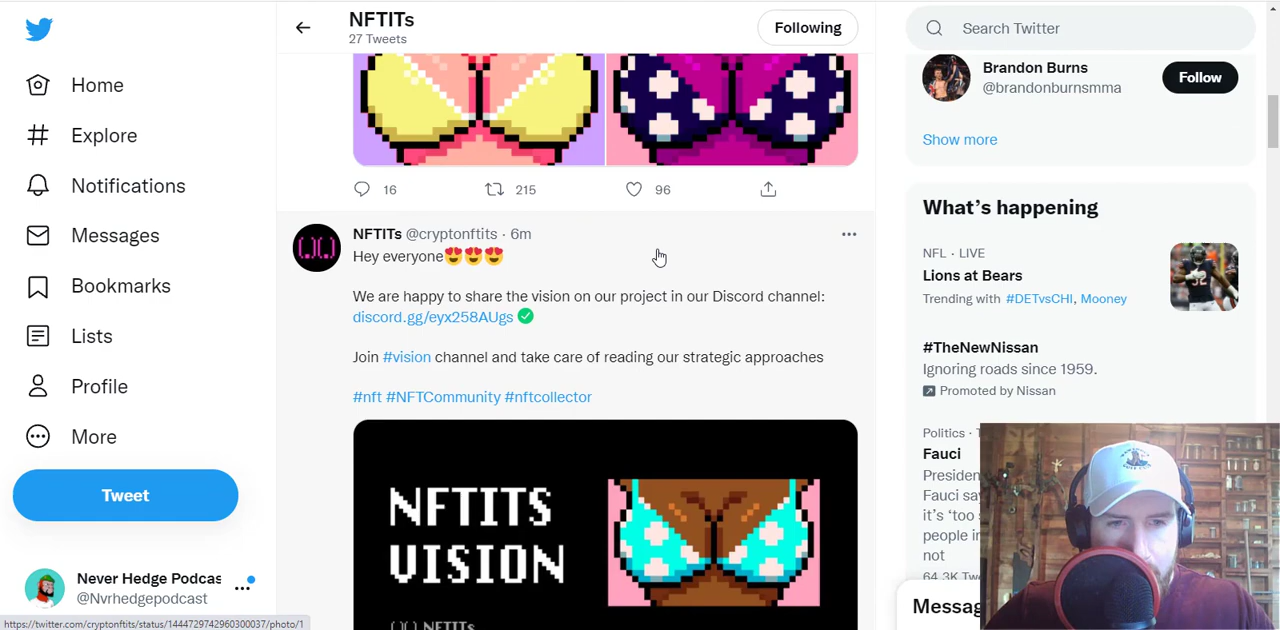 NFTITs
27 Tweets
Following
Search Twitter
Home
Explore
Notifications
Messages
Bookmarks
Lists
Profile
More
Tweet
Never Hedge Podcas
@Nvrhedgepodcast
https://twitter.com/cryptonftits/status/1444729742960300037/photo/1
16
215
96
NFTITs @cryptonftits · 6m
Hey everyone😍😍😍
We are happy to share the vision on our project in our Discord channel:
discord.gg/eyx258AUgs ✅
Join #vision channel and take care of reading our strategic approaches
#nft #NFTCommunity #nftcollector
NFTITS
VISION
NFTITs
Brandon Burns
@brandonburnsmma
Follow
Show more
What's happening
NFL · LIVE
Lions at Bears
Trending with #DETvsCHI, Mooney
#TheNewNissan
Ignoring roads since 1959.
Promoted by Nissan
Politics · T
Fauci
Presiden
Fauci say
it's 'too s
people in
not
64.3K Twe
Messag